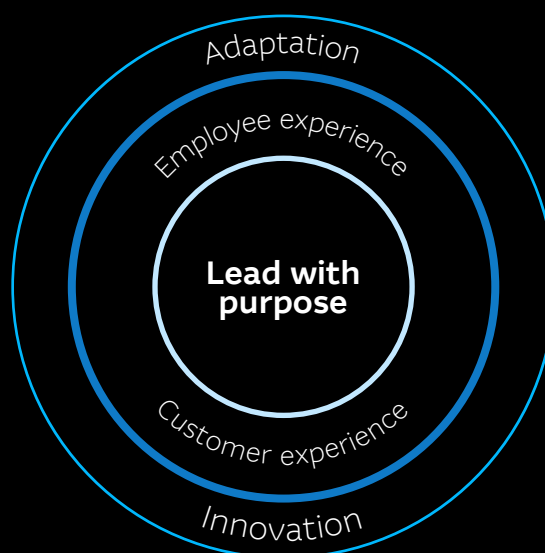 Adaptation
Employee experience
Lead with
purpose
Customer experience
Innovation